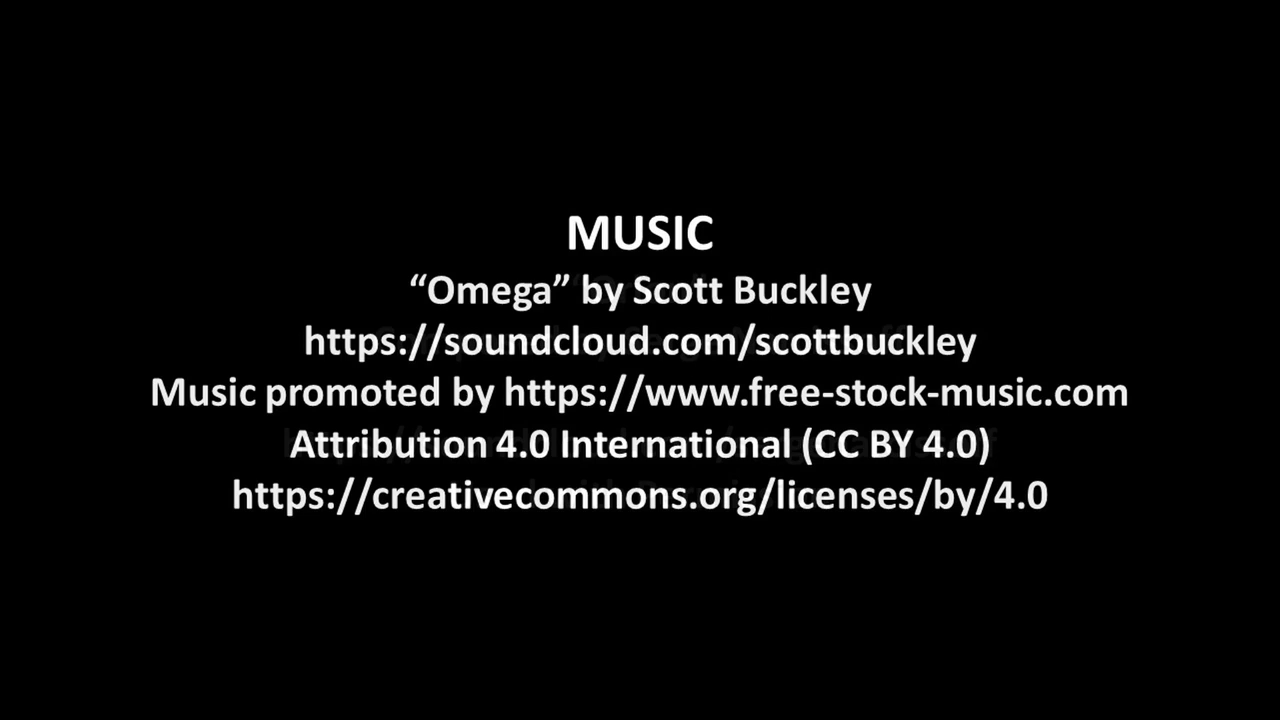 MUSIC
“Omega” by Scott Buckley
https://soundcloud.com/scottbuckley
Music promoted by https://www.free-stock-music.com
Attribution 4.0 International (CC BY 4.0)
https://creativecommons.org/licenses/by/4.0